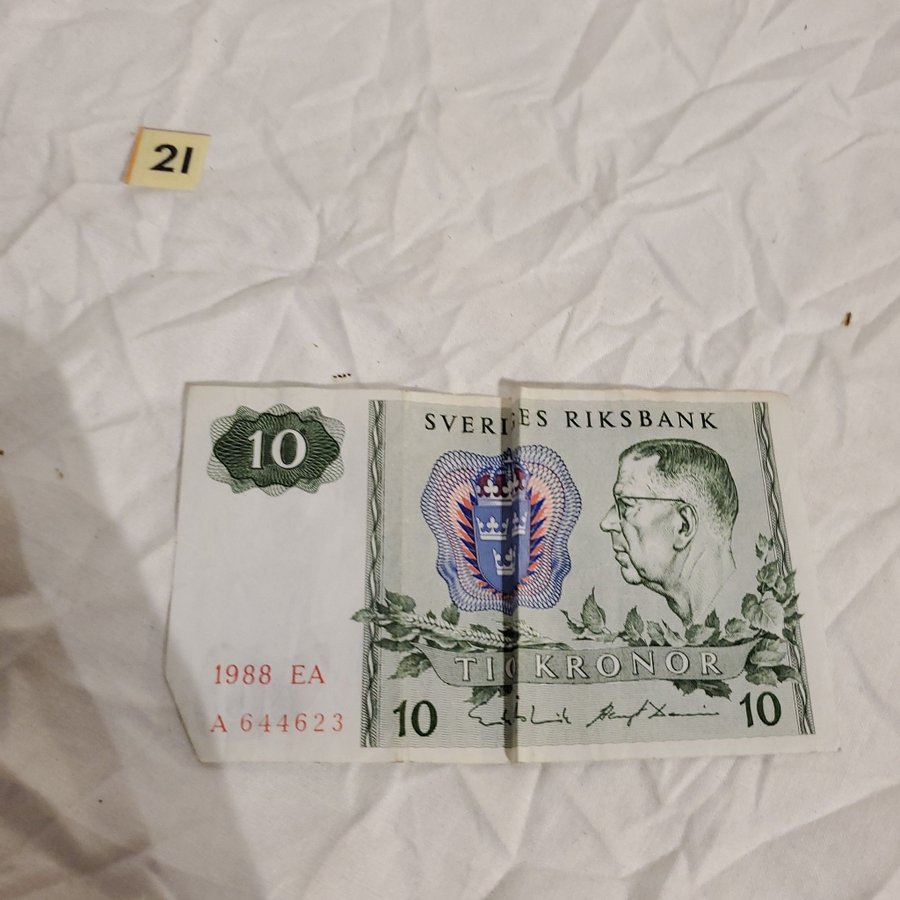 21
10
SVERIGES RIKSBANK
TIO KRONOR
1988 EA
A 644623
10
10